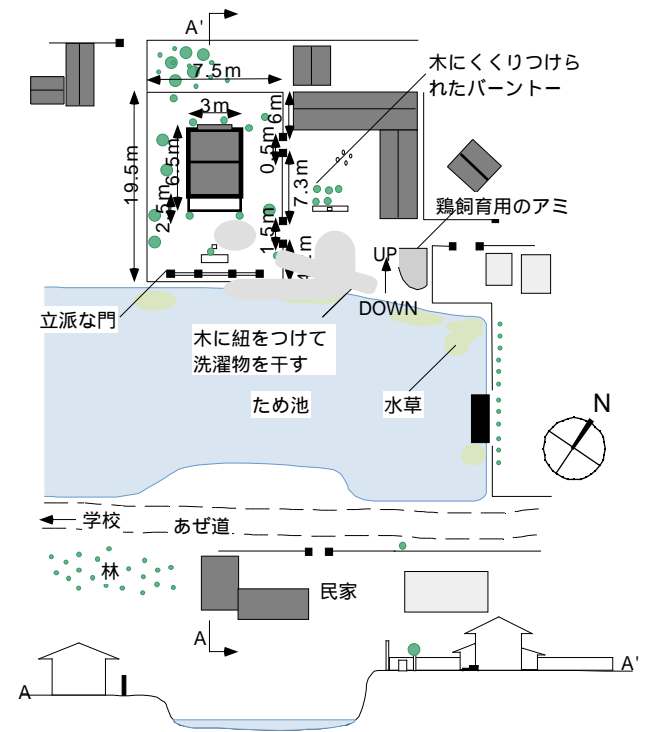 A'
木にくくりつけら
れたバーントー
7.5m
3m
6m
0.5m
19.5m
6.5m
7.3m
2.5m
1.5m
鶏飼育用のアミ
UP
DOWN
立派な門
木に紐をつけて
洗濯物を干す
ため池
水草
N
学校
あぜ道
林
民家
A
A
A'